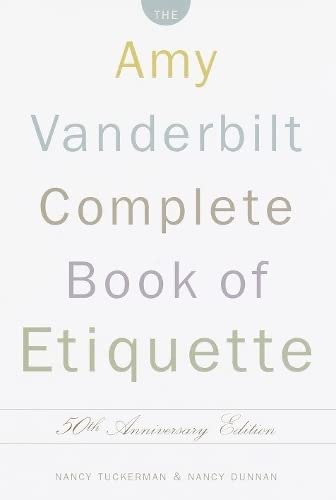 THE
Amy
Vanderbilt
Complete
Book of
Etiquette
50th Anniversary Edition
NANCY TUCKERMAN & NANCY DUNNAN